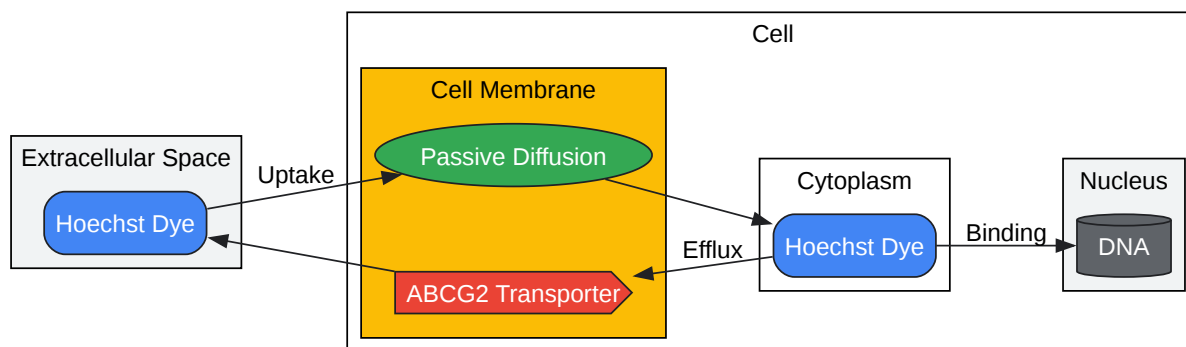 Cell
Cell Membrane
Extracellular Space
Uptake
Passive Diffusion
Hoechst Dye
ABCG2 Transporter
Efflux
Cytoplasm
Hoechst Dye
Binding
Nucleus
DNA